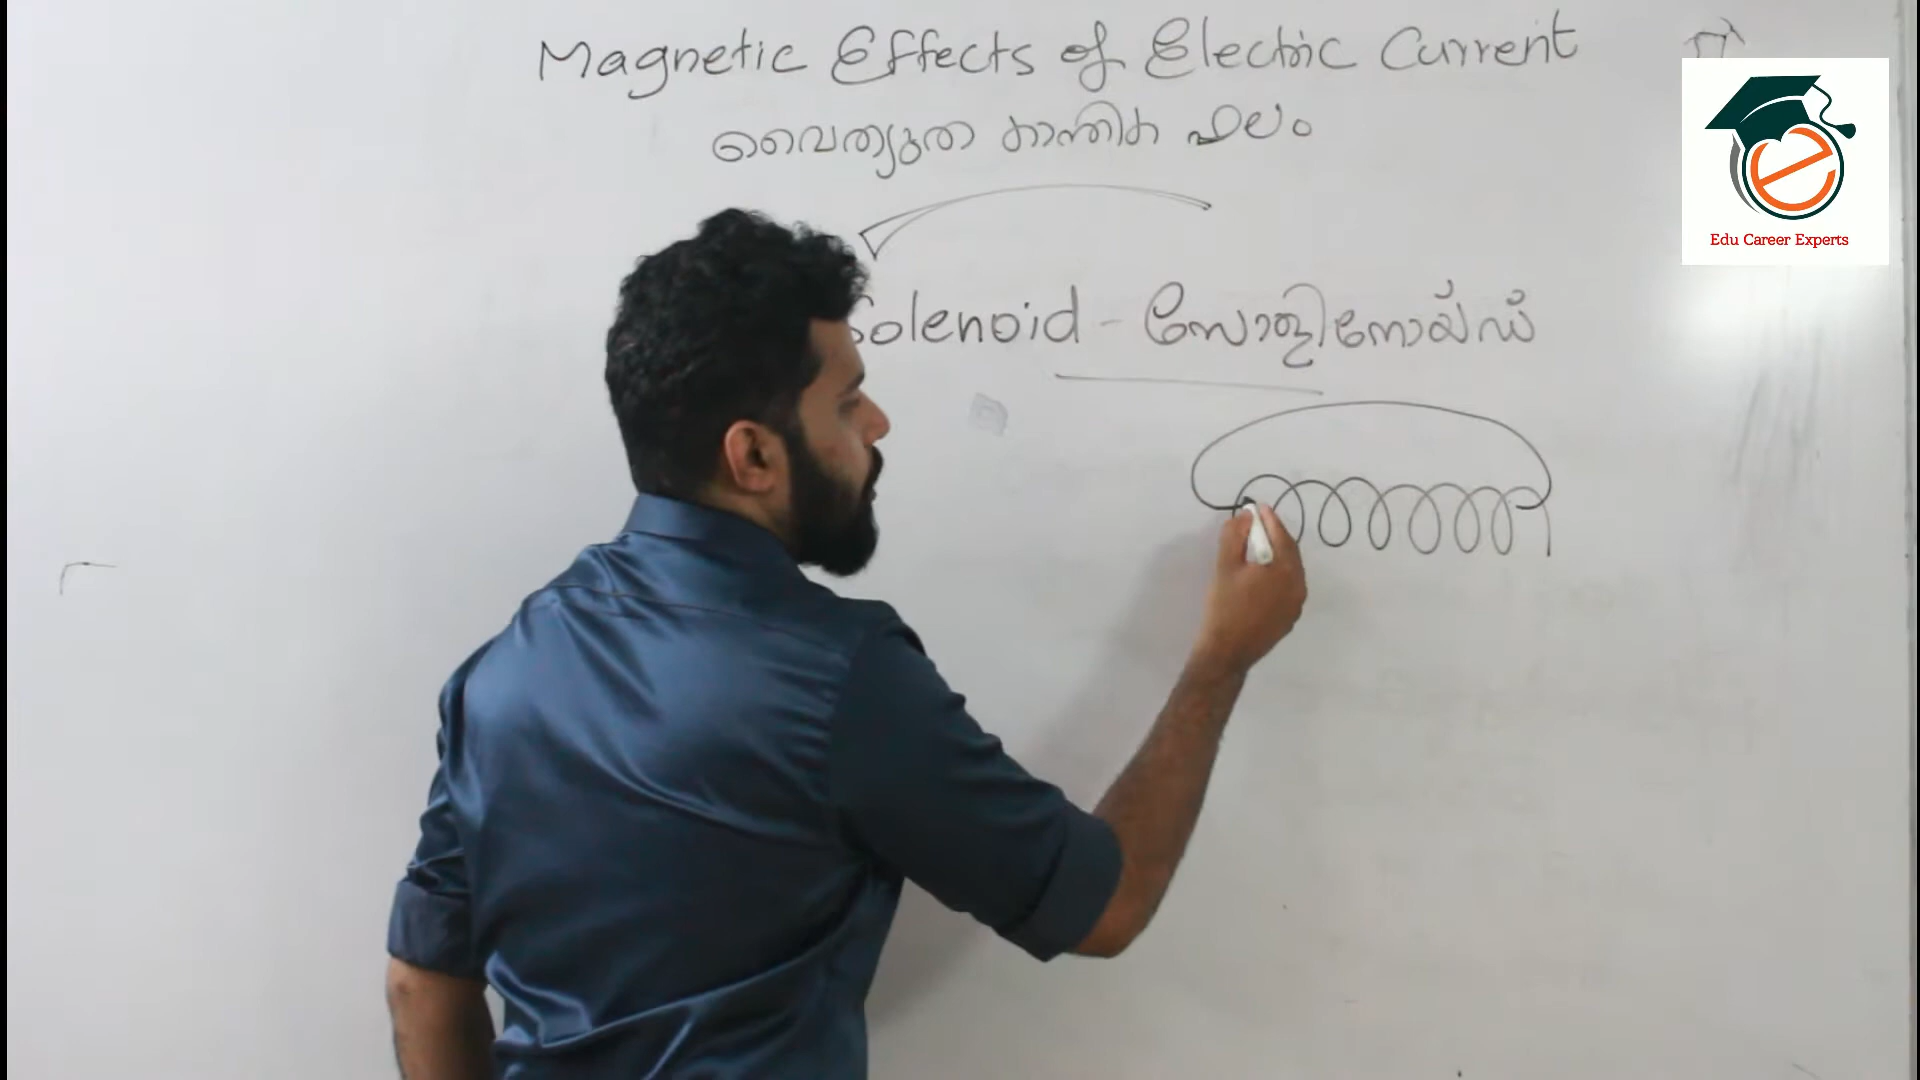 Magnetic Effects of Electric Current
വൈത്യുത കാന്തിക ഫലം
Solenoid - സോളിനോയ്ഡ്
Edu Career Experts